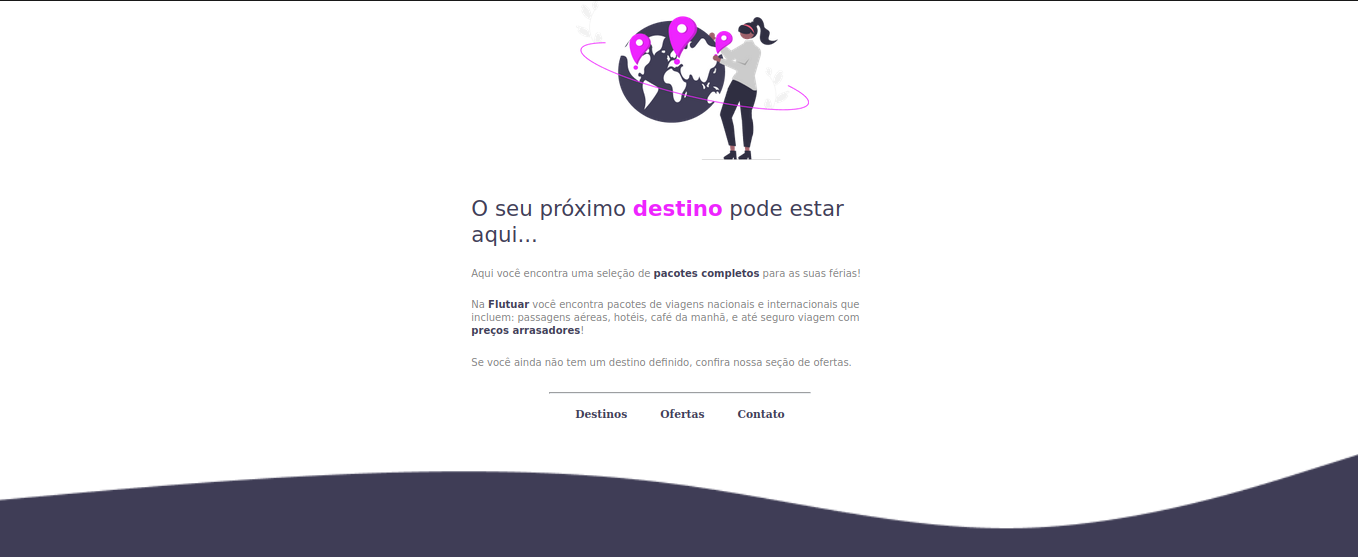 O seu próximo destino pode estar
aqui...
Aqui você encontra uma seleção de pacotes completos para as suas férias!
Na Flutuar você encontra pacotes de viagens nacionais e internacionais que
incluem: passagens aéreas, hotéis, café da manhã, e até seguro viagem com
preços arrasadores!
Se você ainda não tem um destino definido, confira nossa seção de ofertas.
Destinos Ofertas Contato